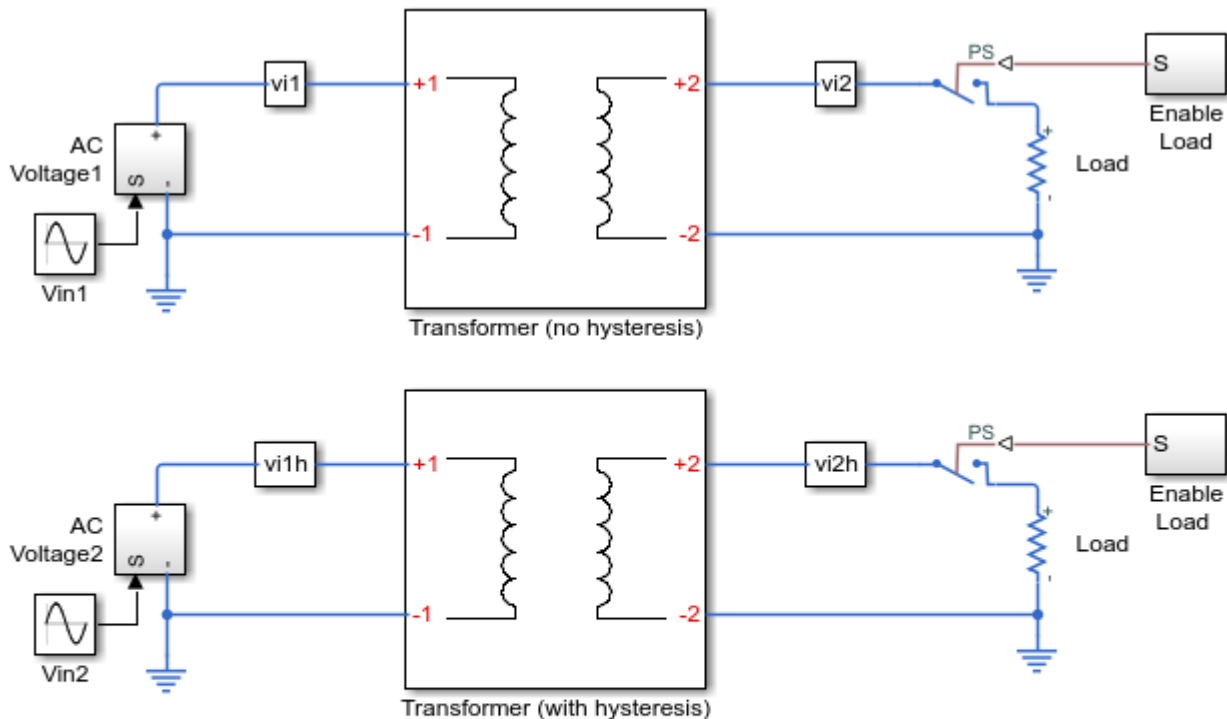 vi1
+1
+2
vi2
PS
S
Enable
Load
AC
Voltage1
+
S
-
+
Load
-
-1
-2
Vin1
Transformer (no hysteresis)
vi1h
+1
+2
vi2h
PS
S
Enable
Load
AC
Voltage2
+
S
-
+
Load
-
-1
-2
Vin2
Transformer (with hysteresis)